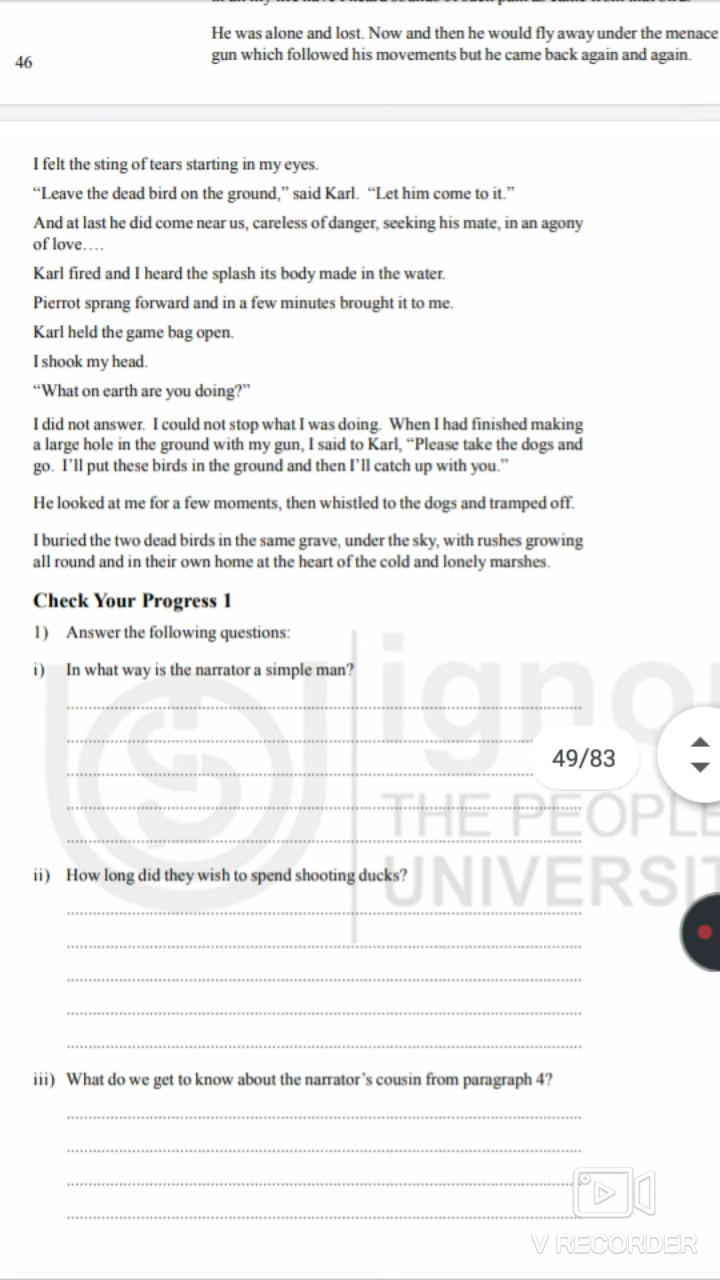 He was alone and lost. Now and then he would fly away under the menace
gun which followed his movements but he came back again and again.
46
I felt the sting of tears starting in my eyes.
“Leave the dead bird on the ground,” said Karl. “Let him come to it.”
And at last he did come near us, careless of danger, seeking his mate, in an agony
of love….
Karl fired and I heard the splash its body made in the water.
Pierrot sprang forward and in a few minutes brought it to me.
Karl held the game bag open.
I shook my head.
“What on earth are you doing?”
I did not answer. I could not stop what I was doing. When I had finished making
a large hole in the ground with my gun, I said to Karl, “Please take the dogs and
go. I’ll put these birds in the ground and then I’ll catch up with you.”
He looked at me for a few moments, then whistled to the dogs and tramped off.
I buried the two dead birds in the same grave, under the sky, with rushes growing
all round and in their own home at the heart of the cold and lonely marshes.
Check Your Progress 1
1) Answer the following questions:
i) In what way is the narrator a simple man?
ignou
49/83
THE PEOPLE
UNIVERSIT
ii) How long did they wish to spend shooting ducks?
iii) What do we get to know about the narrator’s cousin from paragraph 4?
V RECORDER